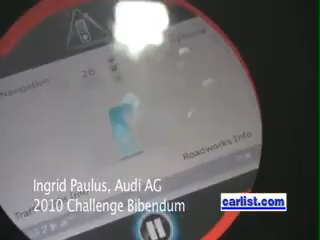 Navigation
26
Roadworks Info
Ingrid Paulus, Audi AG
2010 Challenge Bibendum
carlist.com